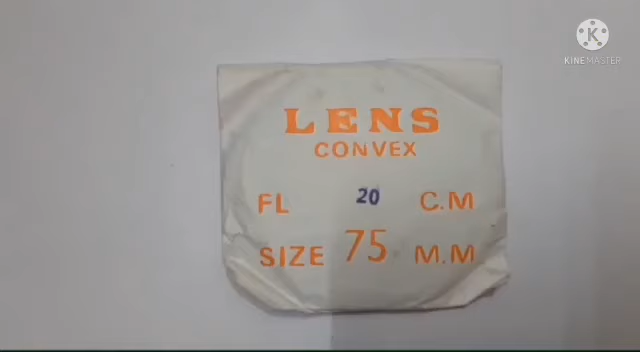 K
KINEMASTER
LENS
CONVEX
FL 20 C.M
SIZE 75 M.M